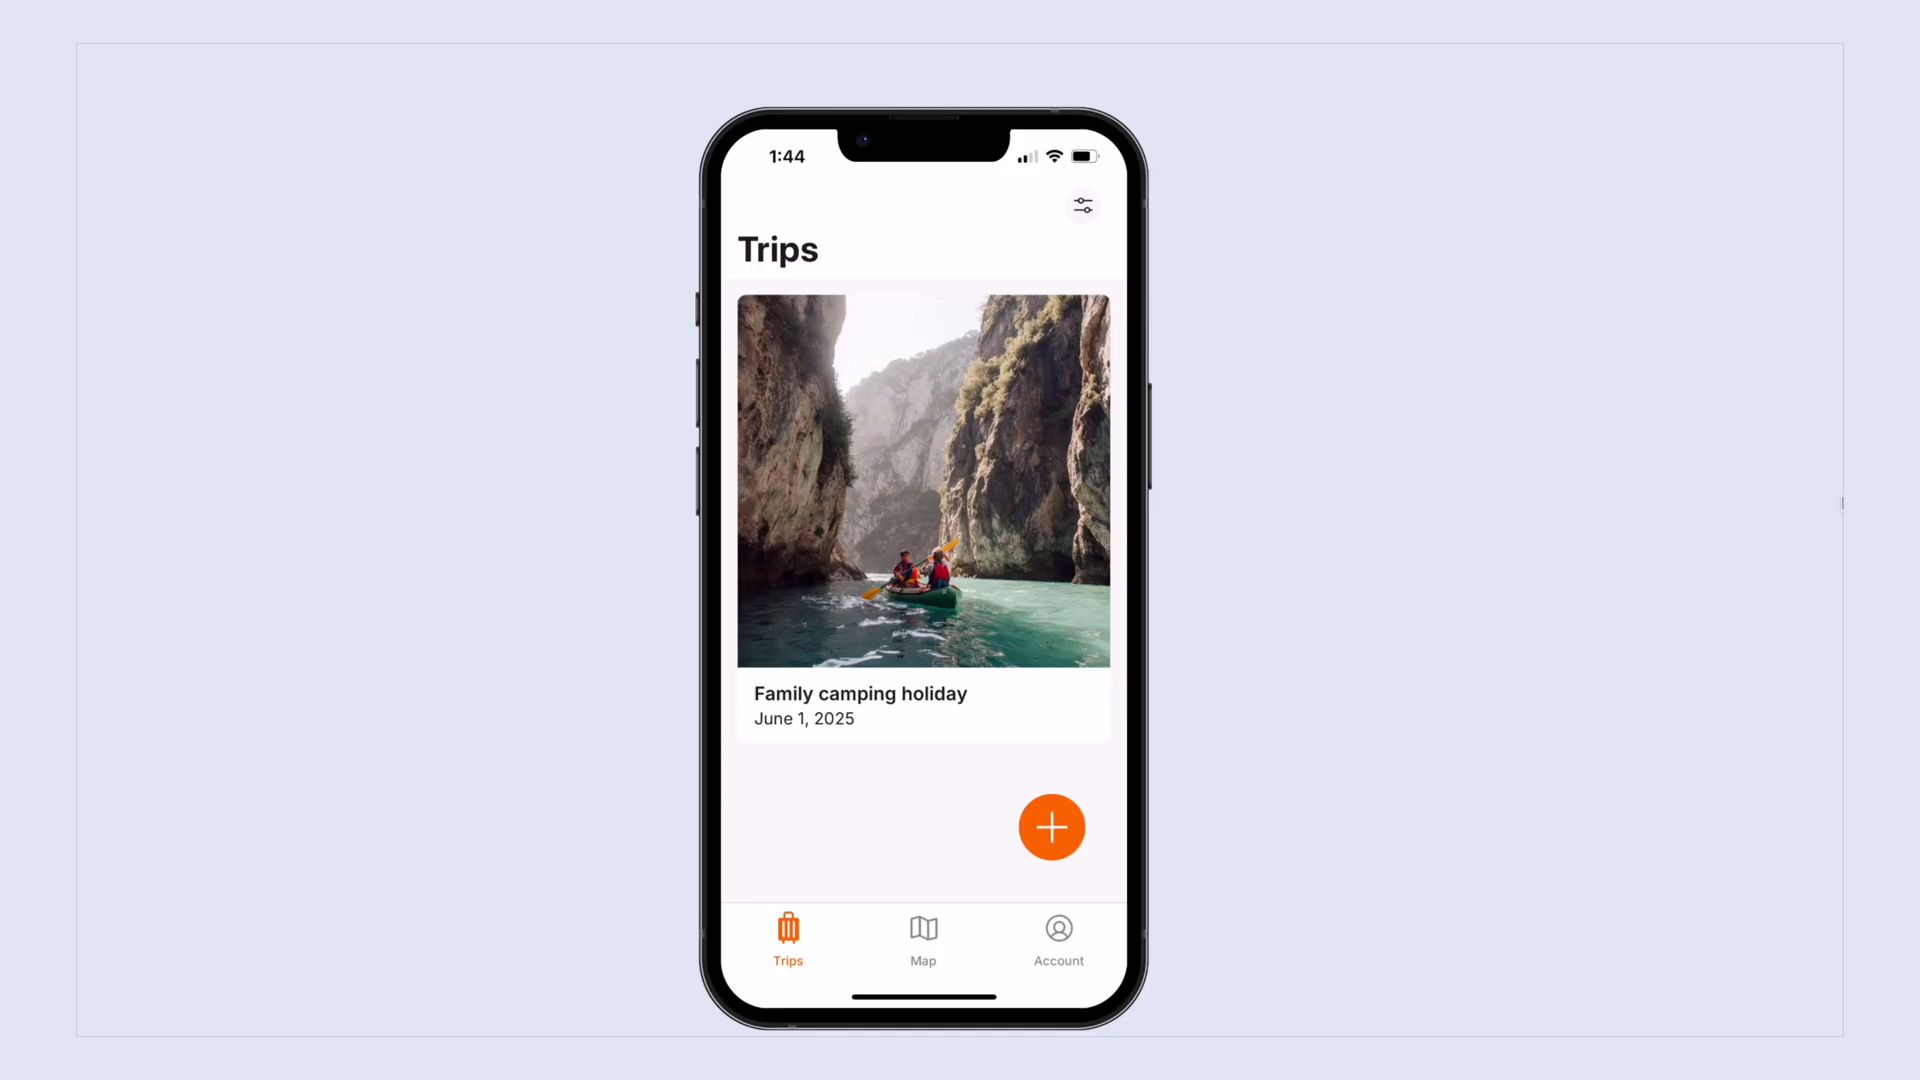 1:44
Trips
Family camping holiday
June 1, 2025
Trips
Map
Account